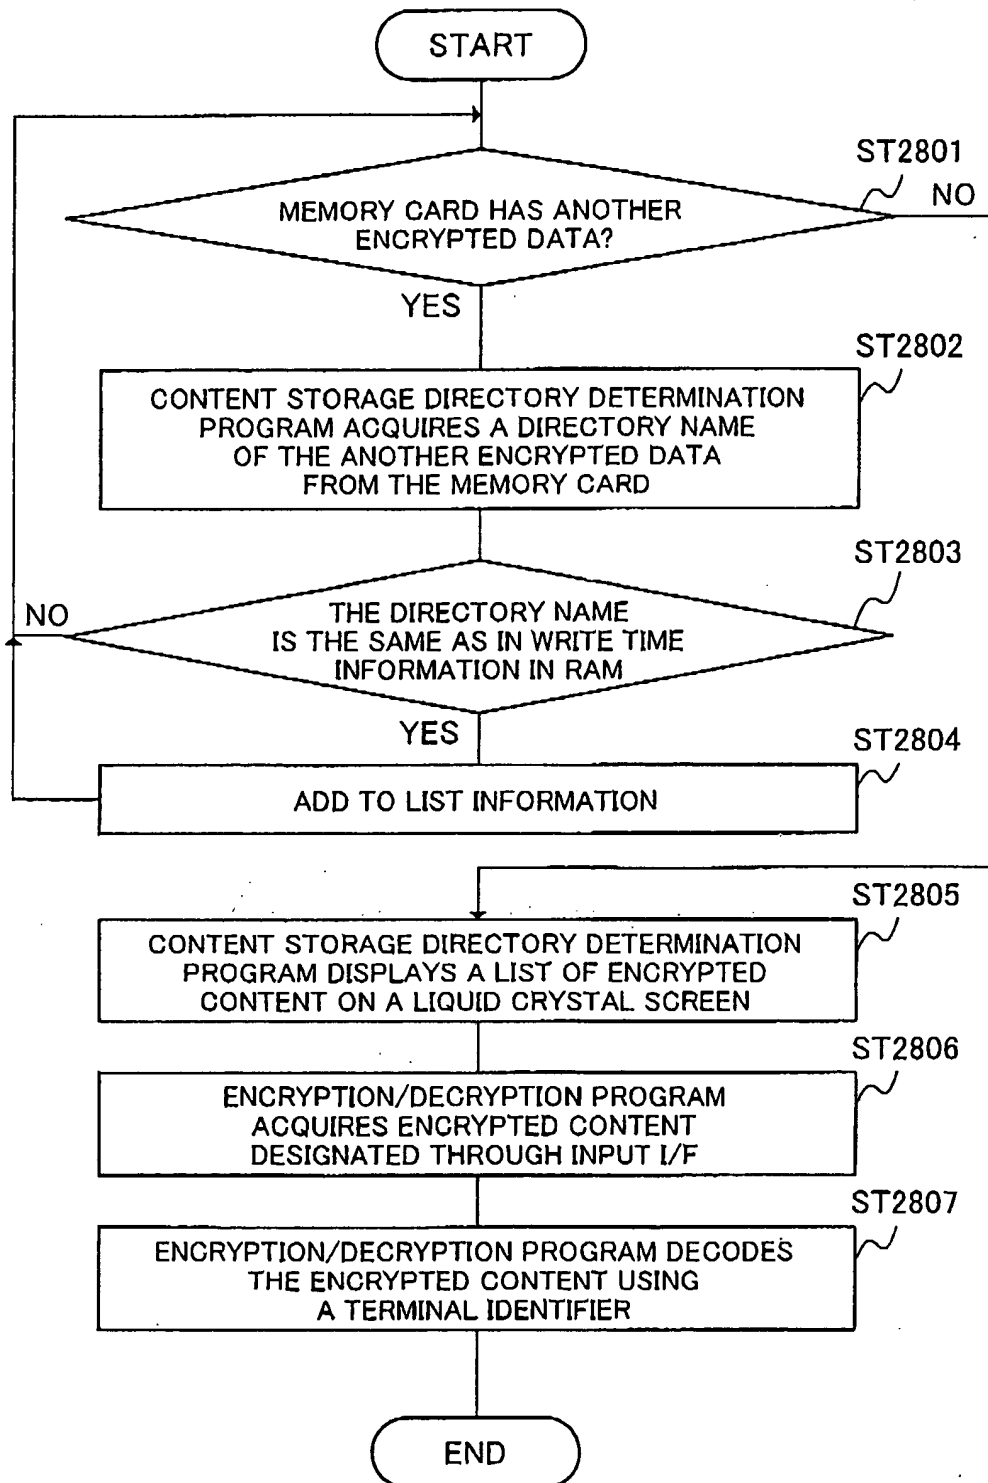 START
ST2801
NO
MEMORY CARD HAS ANOTHER
ENCRYPTED DATA?
YES
ST2802
CONTENT STORAGE DIRECTORY DETERMINATION
PROGRAM ACQUIRES A DIRECTORY NAME
OF THE ANOTHER ENCRYPTED DATA
FROM THE MEMORY CARD
ST2803
NO
THE DIRECTORY NAME
IS THE SAME AS IN WRITE TIME
INFORMATION IN RAM
YES
ST2804
ADD TO LIST INFORMATION
ST2805
CONTENT STORAGE DIRECTORY DETERMINATION
PROGRAM DISPLAYS A LIST OF ENCRYPTED
CONTENT ON A LIQUID CRYSTAL SCREEN
ST2806
ENCRYPTION/DECRYPTION PROGRAM
ACQUIRES ENCRYPTED CONTENT
DESIGNATED THROUGH INPUT I/F
ST2807
ENCRYPTION/DECRYPTION PROGRAM DECODES
THE ENCRYPTED CONTENT USING
A TERMINAL IDENTIFIER
END